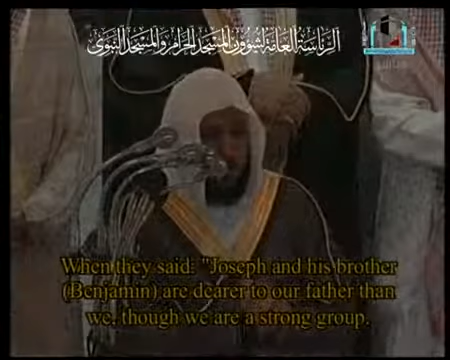 الرئاسة العامة لشؤون المسجد الحرام والمسجد النبوي
مباشر
When they said: "Joseph and his brother
(Benjamin) are dearer to our father than
we, though we are a strong group.